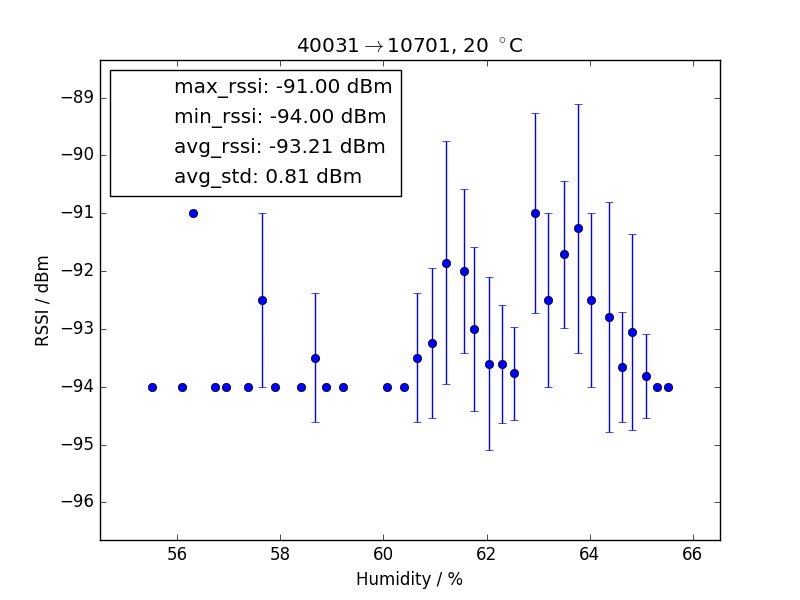 40031→10701, 20 °C
max_rssi: -91.00 dBm
min_rssi: -94.00 dBm
avg_rssi: -93.21 dBm
avg_std: 0.81 dBm
RSSI / dBm
−89
−90
−91
−92
−93
−94
−95
−96
56 58 60 62 64 66
Humidity / %